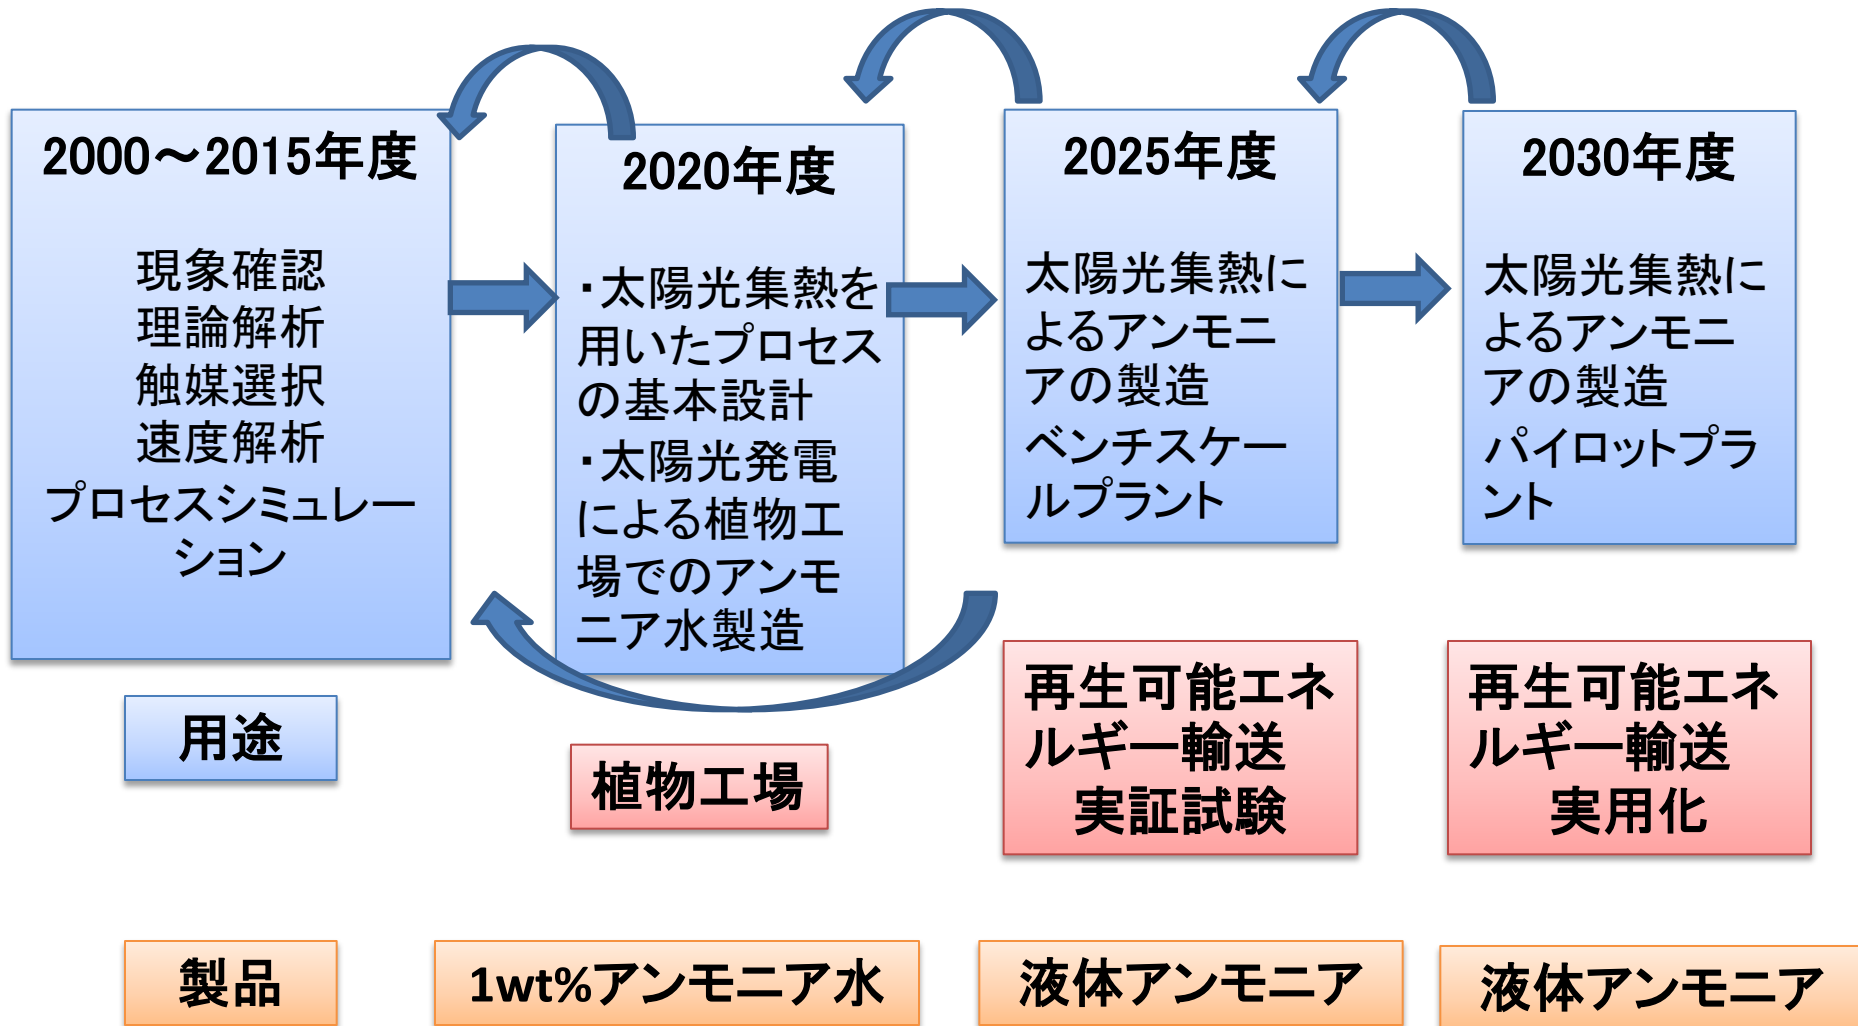 2000～2015年度
現象確認
理論解析
触媒選択
速度解析
プロセスシミュレー
ション
2020年度
・太陽光集熱を
用いたプロセス
の基本設計
・太陽光発電
による植物工
場でのアンモ
ニア水製造
2025年度
太陽光集熱に
よるアンモニ
アの製造
ベンチスケー
ルプラント
2030年度
太陽光集熱に
よるアンモニ
アの製造
パイロットプラ
ント
用途
植物工場
再生可能エネ
ルギー輸送
実証試験
再生可能エネ
ルギー輸送
実用化
製品
1wt%アンモニア水
液体アンモニア
液体アンモニア